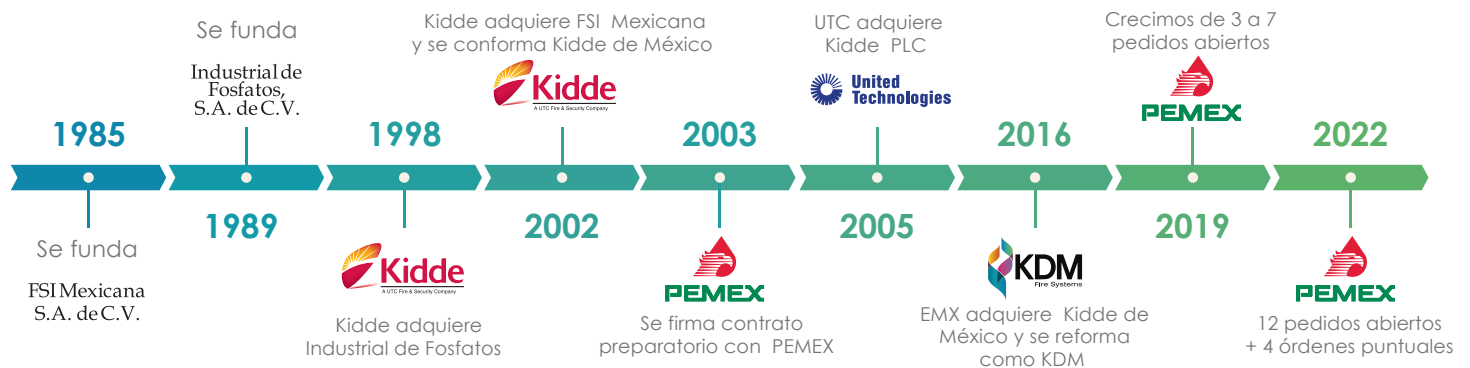 1985
Se funda
FSI Mexicana
S.A. de C.V.
Se funda
Industrial de
Fosfatos,
S.A. de C.V.
1989
1998
Kidde
A UTC Fire & Security Company
Kidde adquiere
Industrial de Fosfatos
Kidde adquiere FSI Mexicana
y se conforma Kidde de México
Kidde
A UTC Fire & Security Company
2002
2003
PEMEX
Se firma contrato
preparatorio con PEMEX
UTC adquiere
Kidde PLC
United
Technologies
2005
2016
KDM
Fire Systems
EMX adquiere Kidde de
México y se reforma
como KDM
Crecimos de 3 a 7
pedidos abiertos
PEMEX
2019
2022
PEMEX
12 pedidos abiertos
+ 4 órdenes puntuales